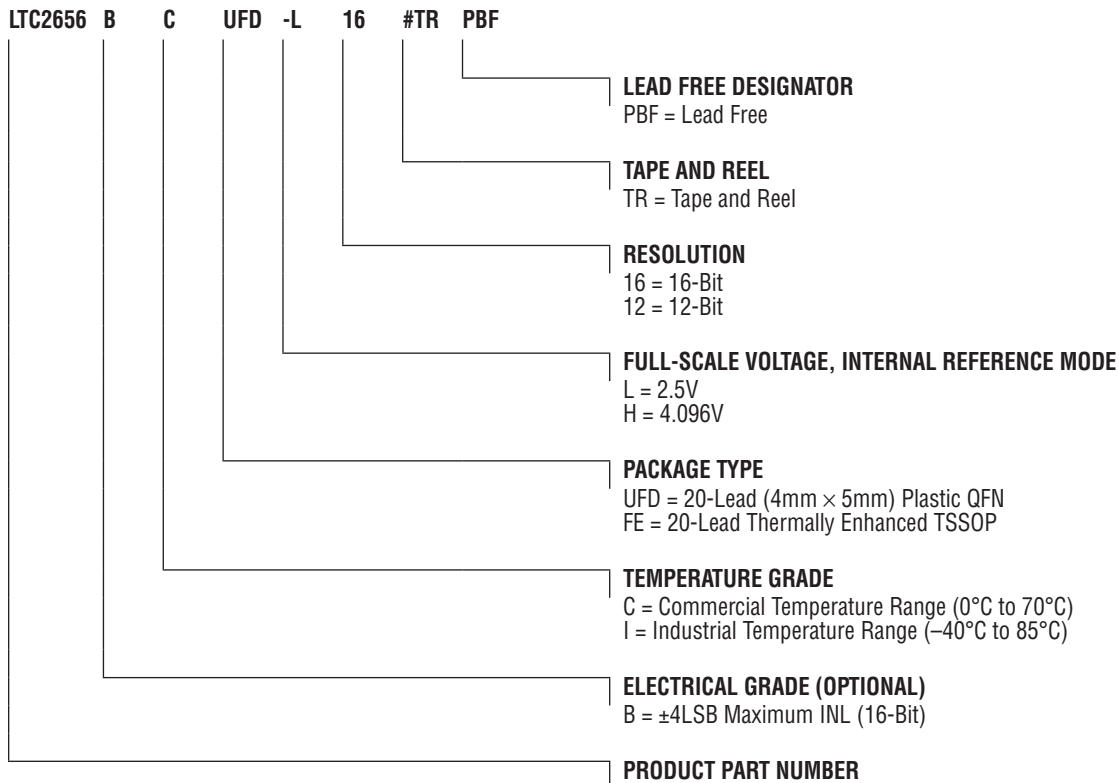 LTC2656 B C UFD -L 16 #TR PBF
LEAD FREE DESIGNATOR
PBF = Lead Free
TAPE AND REEL
TR = Tape and Reel
RESOLUTION
16 = 16-Bit
12 = 12-Bit
FULL-SCALE VOLTAGE, INTERNAL REFERENCE MODE
L = 2.5V
H = 4.096V
PACKAGE TYPE
UFD = 20-Lead (4mm × 5mm) Plastic QFN
FE = 20-Lead Thermally Enhanced TSSOP
TEMPERATURE GRADE
C = Commercial Temperature Range (0°C to 70°C)
I = Industrial Temperature Range (–40°C to 85°C)
ELECTRICAL GRADE (OPTIONAL)
B = ±4LSB Maximum INL (16-Bit)
PRODUCT PART NUMBER